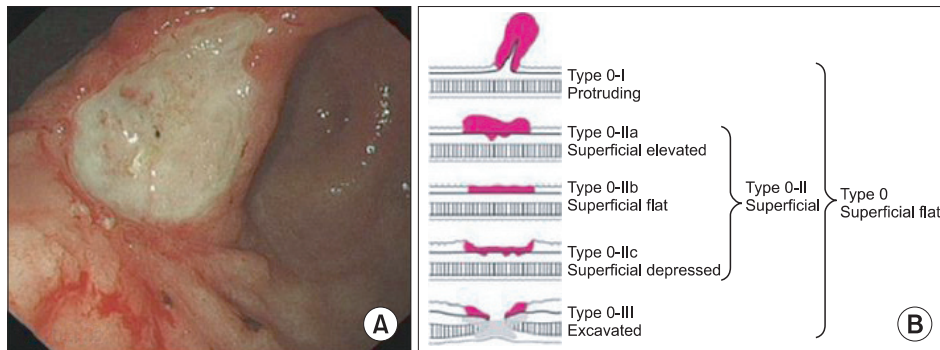 A
Type 0-I
Protruding
Type 0-IIa
Superficial elevated
Type 0-IIb
Superficial flat
Type 0-IIc
Superficial depressed
Type 0-III
Excavated
Type 0-II
Superficial
Type 0
Superficial flat
B